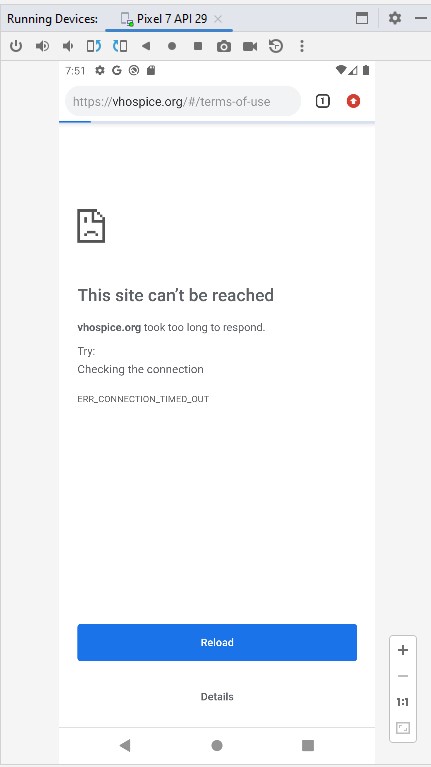 Running Devices: Pixel 7 API 29
7:51 G
1
https://vhospice.org/#/terms-of-use
This site can’t be reached
vhospice.org took too long to respond.
Try:
Checking the connection
ERR_CONNECTION_TIMED_OUT
Reload
Details
1:1